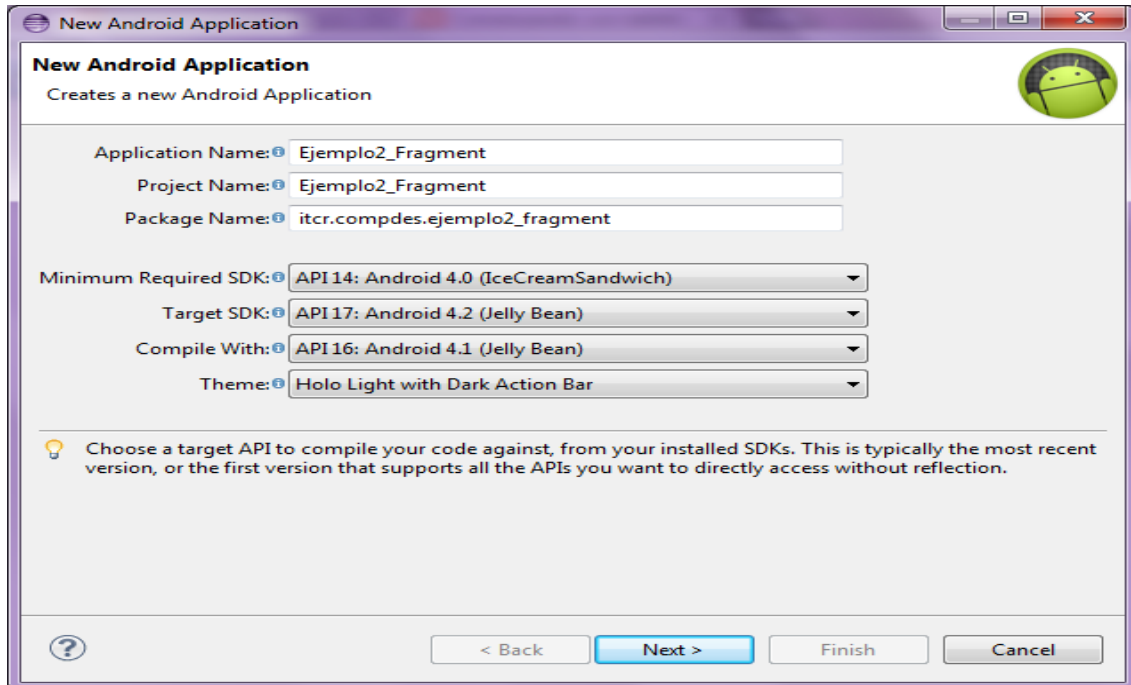 New Android Application
New Android Application
Creates a new Android Application
Application Name: Ejemplo2_Fragment
Project Name: Ejemplo2_Fragment
Package Name: itcr.compdes.ejemplo2_fragment
Minimum Required SDK: API 14: Android 4.0 (IceCreamSandwich)
Target SDK: API 17: Android 4.2 (Jelly Bean)
Compile With: API 16: Android 4.1 (Jelly Bean)
Theme: Holo Light with Dark Action Bar
Choose a target API to compile your code against, from your installed SDKs. This is typically the most recent
version, or the first version that supports all the APIs you want to directly access without reflection.
? < Back Next > Finish Cancel